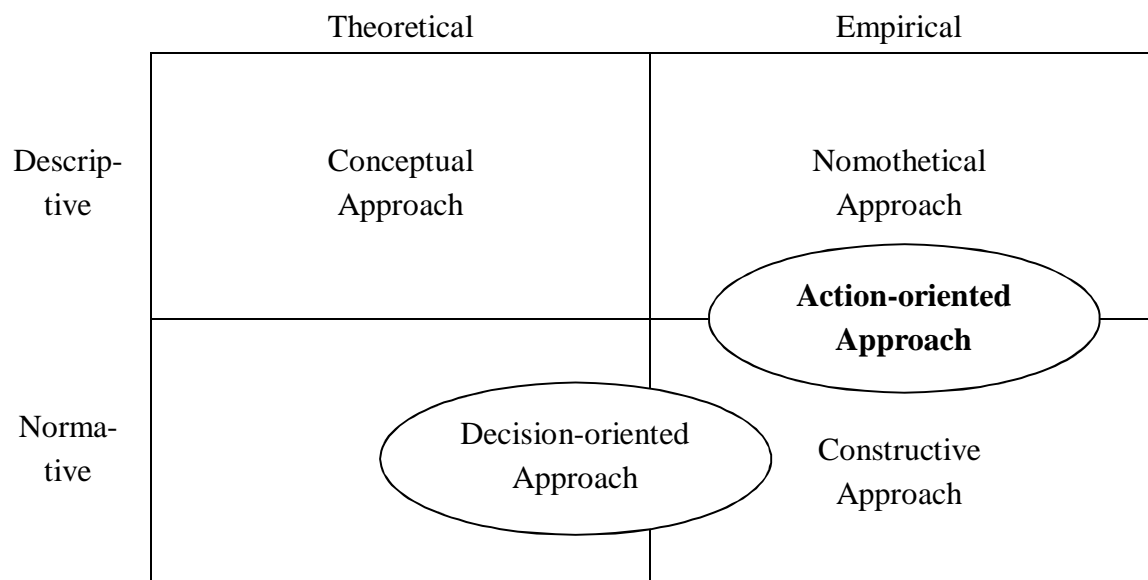 Theoretical
Empirical
Descrip-
tive
Conceptual
Approach
Nomothetical
Approach
Action-oriented
Approach
Norma-
tive
Decision-oriented
Approach
Constructive
Approach